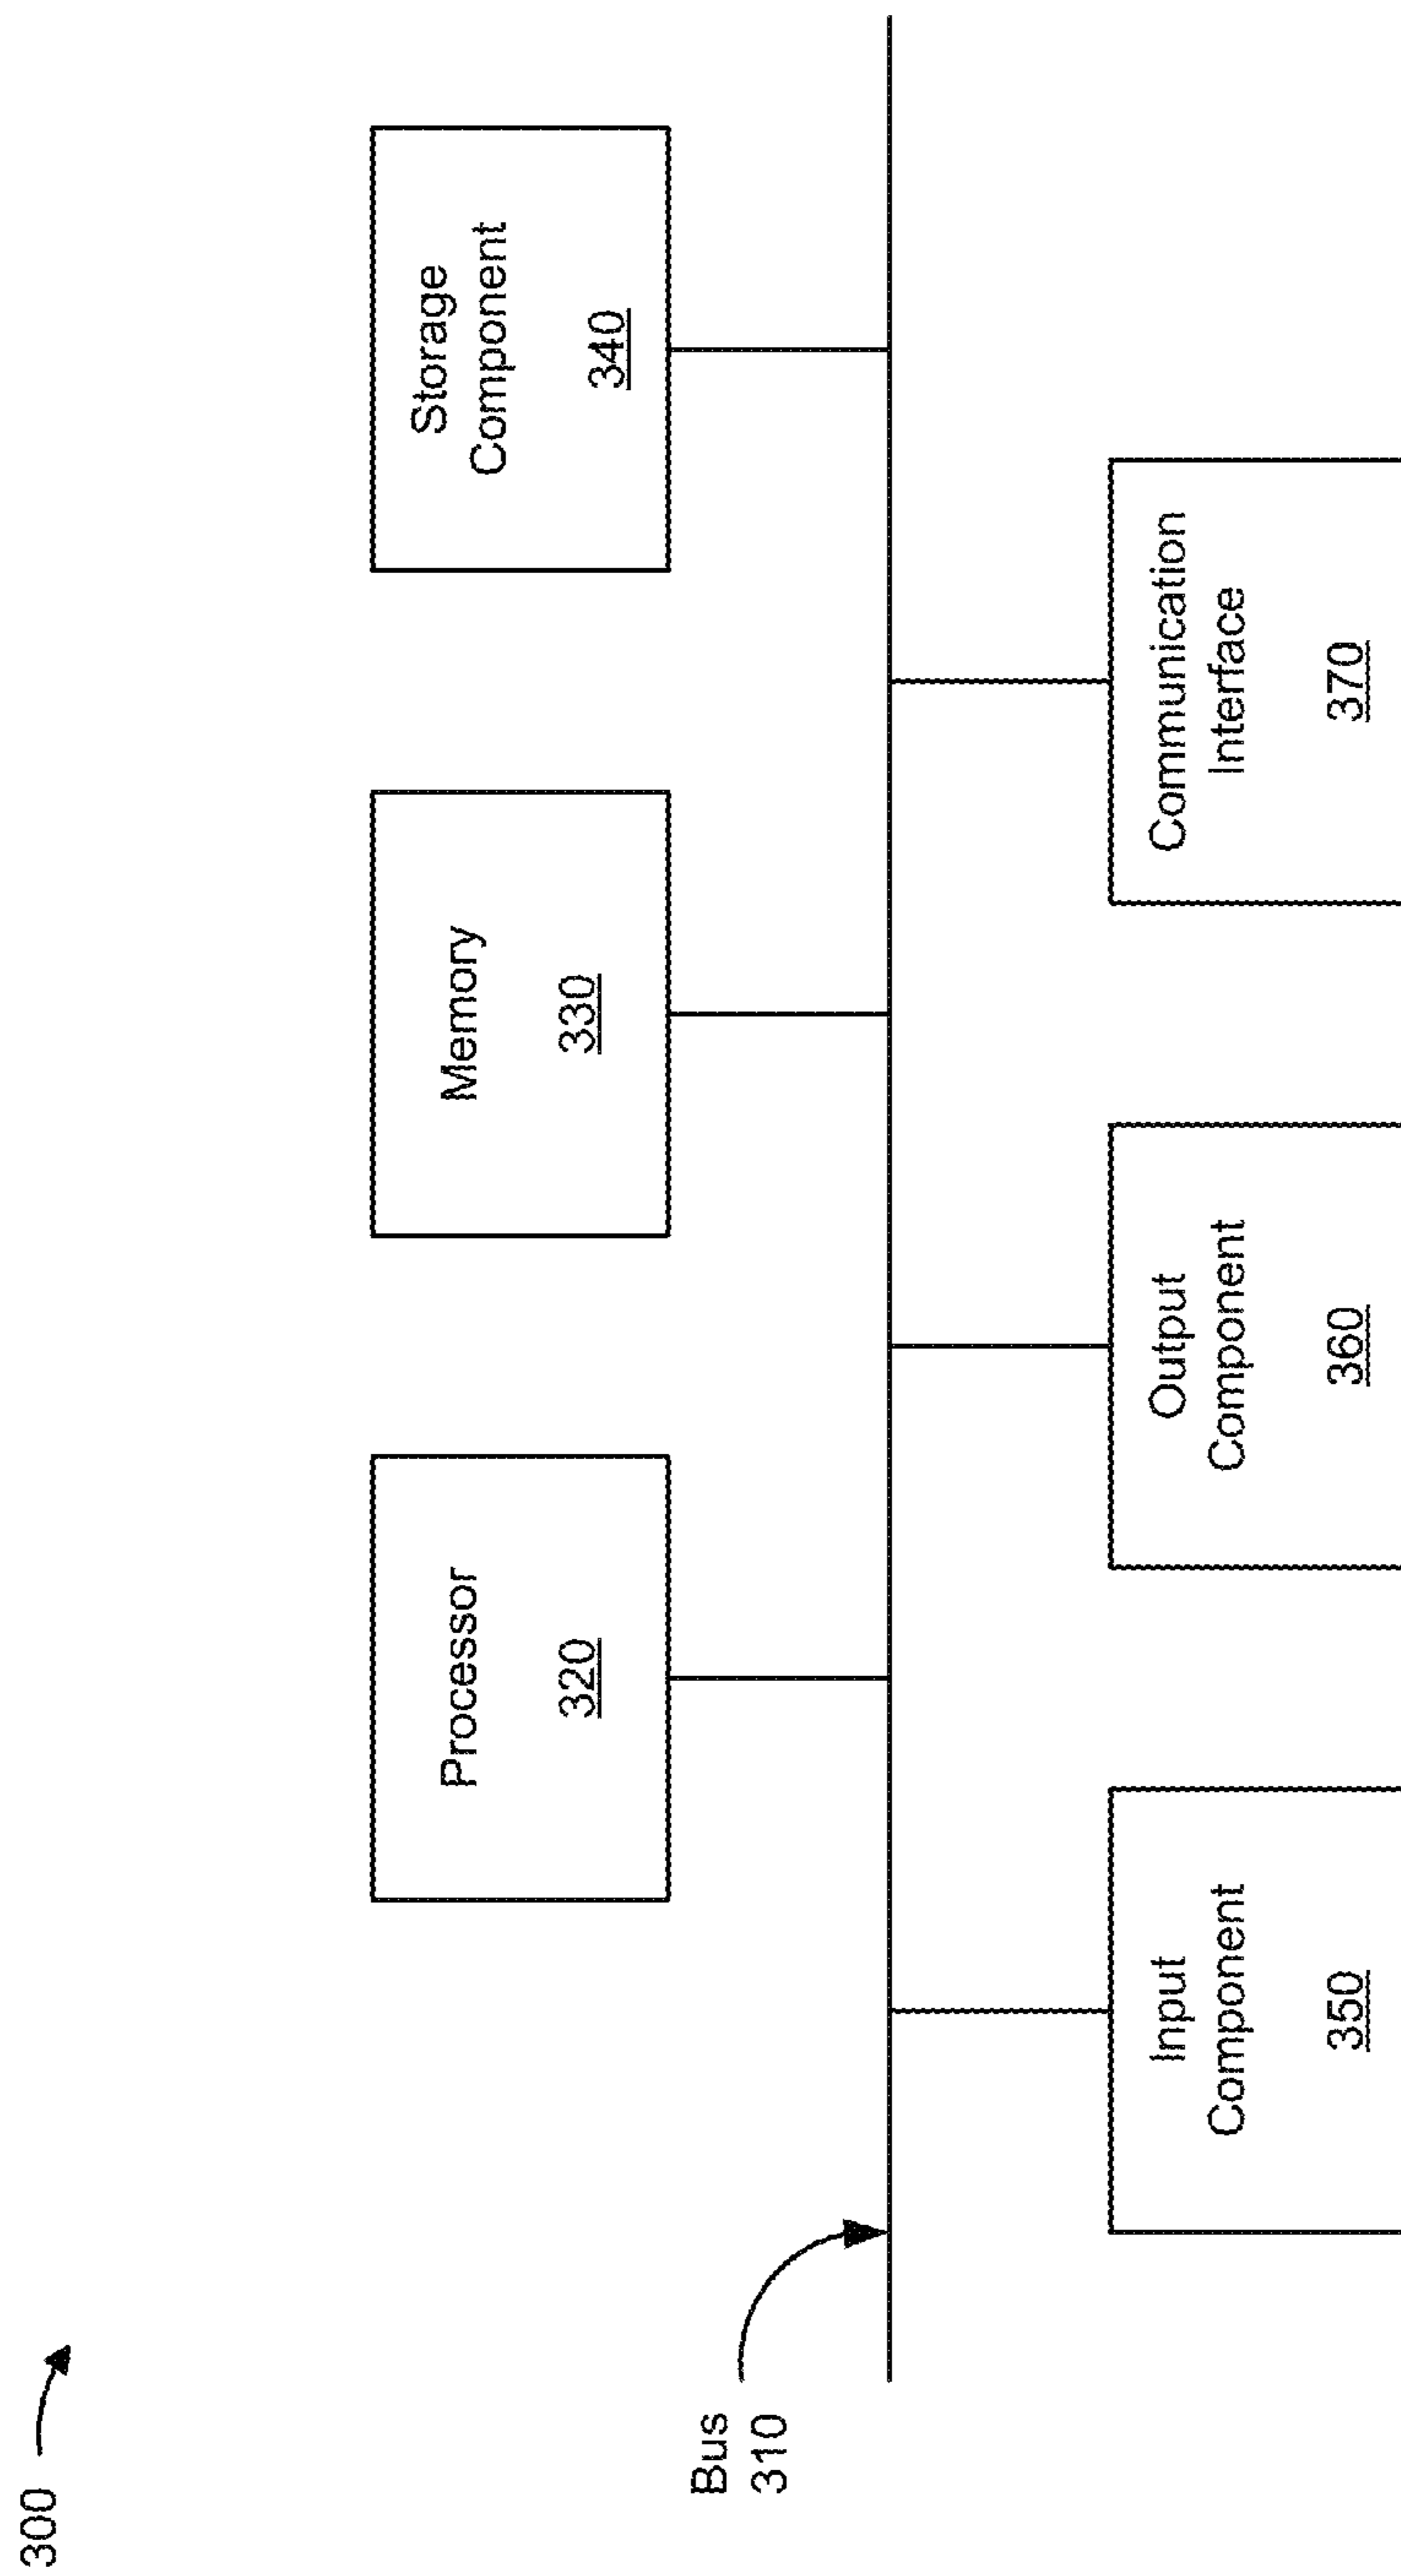 300
Processor
320
Memory
330
Storage
Component
340
Bus
310
Input
Component
350
Output
Component
360
Communication
Interface
370